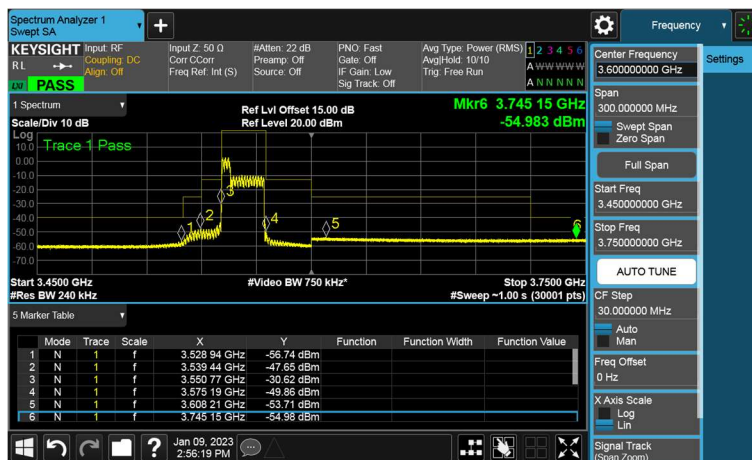 Spectrum Analyzer 1
Swept SA
Frequency
KEYSIGHT
RL
PASS
Input: RF
Coupling: DC
Align: Off
Input Z: 50 Ω
Corr CCorr
Freq Ref: Int (S)
#Atten: 22 dB
Preamp: Off
Source: Off
PNO: Fast
Gate: Off
IF Gain: Low
Sig Track: Off
Avg Type: Power (RMS)
Avg|Hold: 10/10
Trig: Free Run
1 2 3 4 5 6
A W W W W W
A N N N N N
1 Spectrum
Scale/Div 10 dB
Ref Lvl Offset 15.00 dB
Ref Level 20.00 dBm
Mkr6 3.745 15 GHz
-54.983 dBm
Log
Trace 1 Pass
10.0
0.00
-10.0
-20.0
-30.0
-40.0
-50.0
-60.0
-70.0
1
2
3
4
5
6
Start 3.4500 GHz
#Res BW 240 kHz
#Video BW 750 kHz*
Stop 3.7500 GHz
#Sweep ~1.00 s (30001 pts)
5 Marker Table
Mode Trace Scale X Y Function Function Width Function Value
1 N 1 f 3.528 94 GHz -56.74 dBm
2 N 1 f 3.539 44 GHz -47.65 dBm
3 N 1 f 3.550 77 GHz -30.62 dBm
4 N 1 f 3.575 19 GHz -49.86 dBm
5 N 1 f 3.608 21 GHz -53.71 dBm
6 N 1 f 3.745 15 GHz -54.98 dBm
Jan 09, 2023
2:56:19 PM
Center Frequency
3.600000000 GHz
Settings
Span
300.000000 MHz
Swept Span
Zero Span
Full Span
Start Freq
3.450000000 GHz
Stop Freq
3.750000000 GHz
AUTO TUNE
CF Step
30.000000 MHz
Auto
Man
Freq Offset
0 Hz
X Axis Scale
Log
Lin
Signal Track
(Span Zoom)